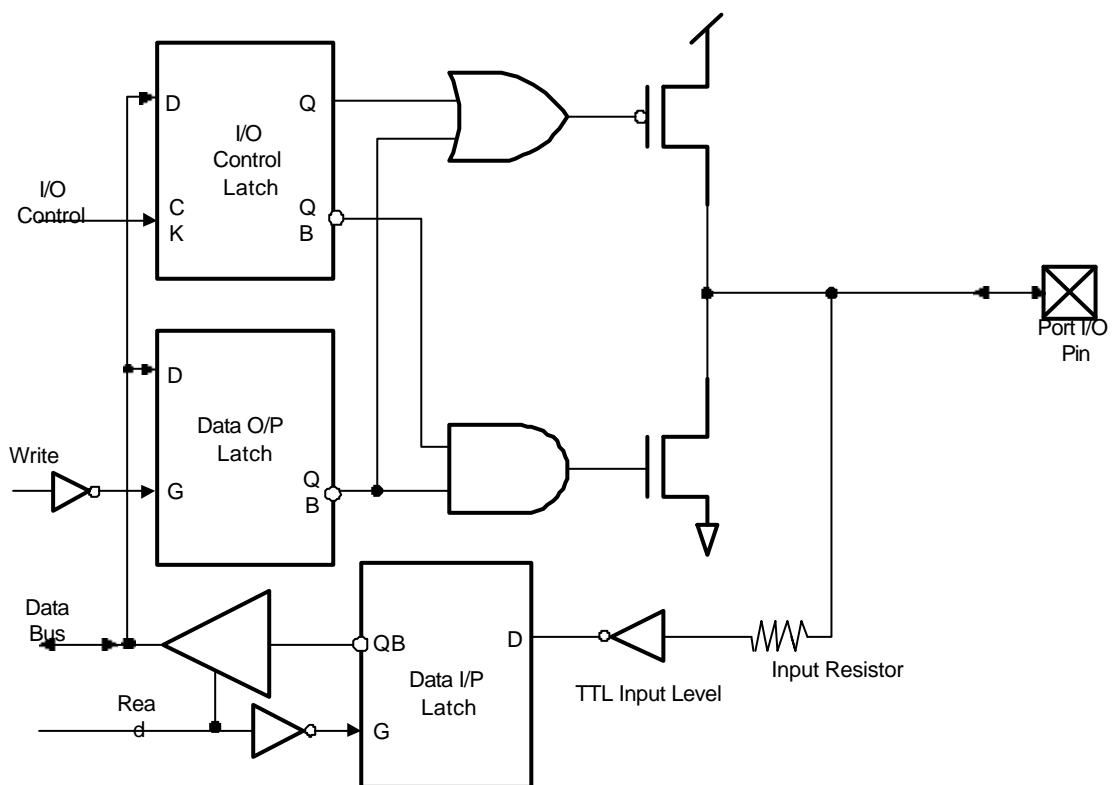 D
Q
I/O
Control
Latch
I/O
Control
C
K
Q
B
Port I/O
Pin
D
Data O/P
Latch
Write
G
Q
B
Data
Bus
QB
D
Data I/P
Latch
TTL Input Level
Input Resistor
Rea
d
G